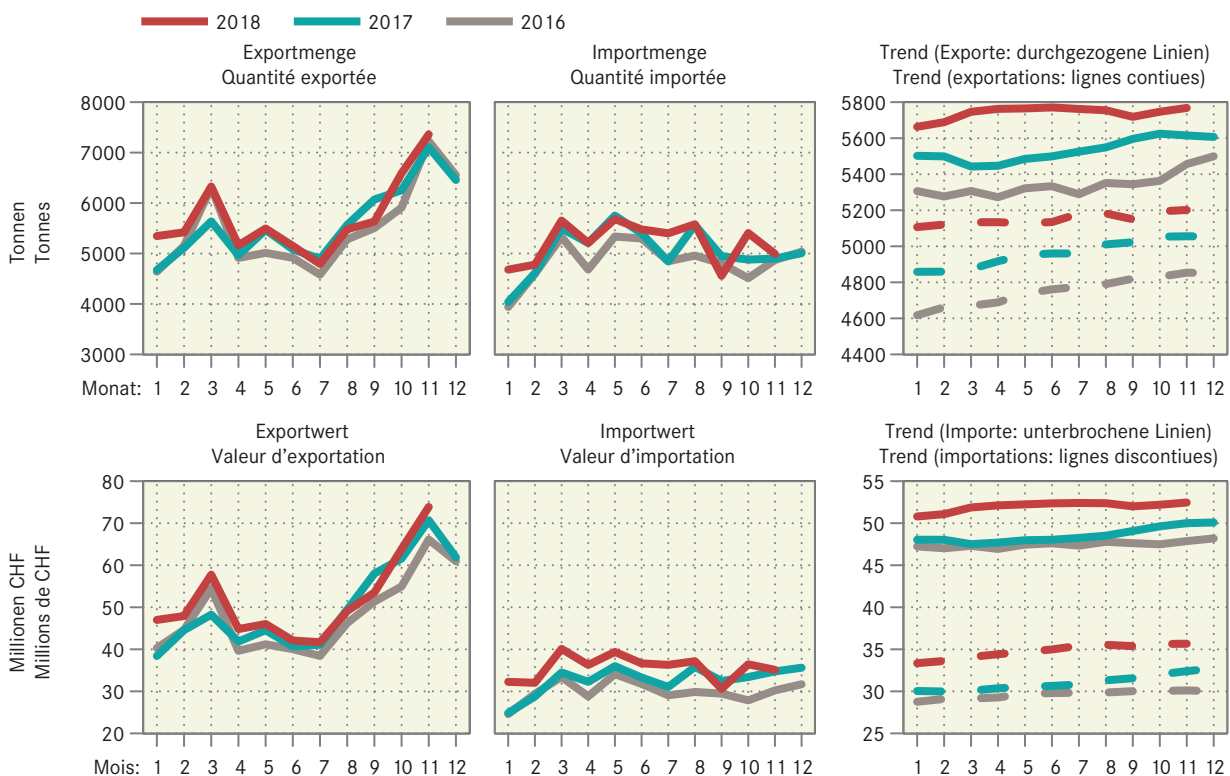 2018 2017 2016
Exportmenge
Quantité exportée
Importmenge
Quantité importée
Trend (Exporte: durchgezogene Linien)
Trend (exportations: lignes contiues)
Tonnen
Tonnes
8000
7000
6000
5000
4000
3000
5800
5600
5400
5200
5000
4800
4600
4400
Monat: 1 2 3 4 5 6 7 8 9 10 11 12
1 2 3 4 5 6 7 8 9 10 11 12
1 2 3 4 5 6 7 8 9 10 11 12
Exportwert
Valeur d'exportation
Importwert
Valeur d'importation
Trend (Importe: unterbrochene Linien)
Trend (importations: lignes discontiues)
Millionen CHF
Millions de CHF
80
70
60
50
40
30
20
55
50
45
40
35
30
25
Mois: 1 2 3 4 5 6 7 8 9 10 11 12
1 2 3 4 5 6 7 8 9 10 11 12
1 2 3 4 5 6 7 8 9 10 11 12